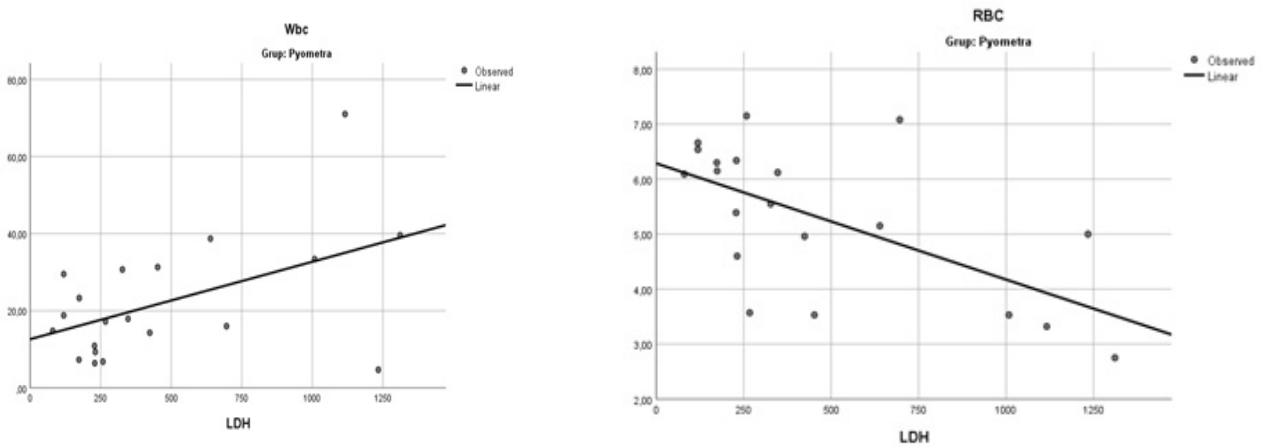 Wbc
Grup: Pyometra
Observed
Linear
80,00
60,00
40,00
20,00
,00
0 250 500 750 1000 1250
LDH
RBC
Grup: Pyometra
Observed
Linear
8,00
7,00
6,00
5,00
4,00
3,00
2,00
0 250 500 750 1000 1250
LDH